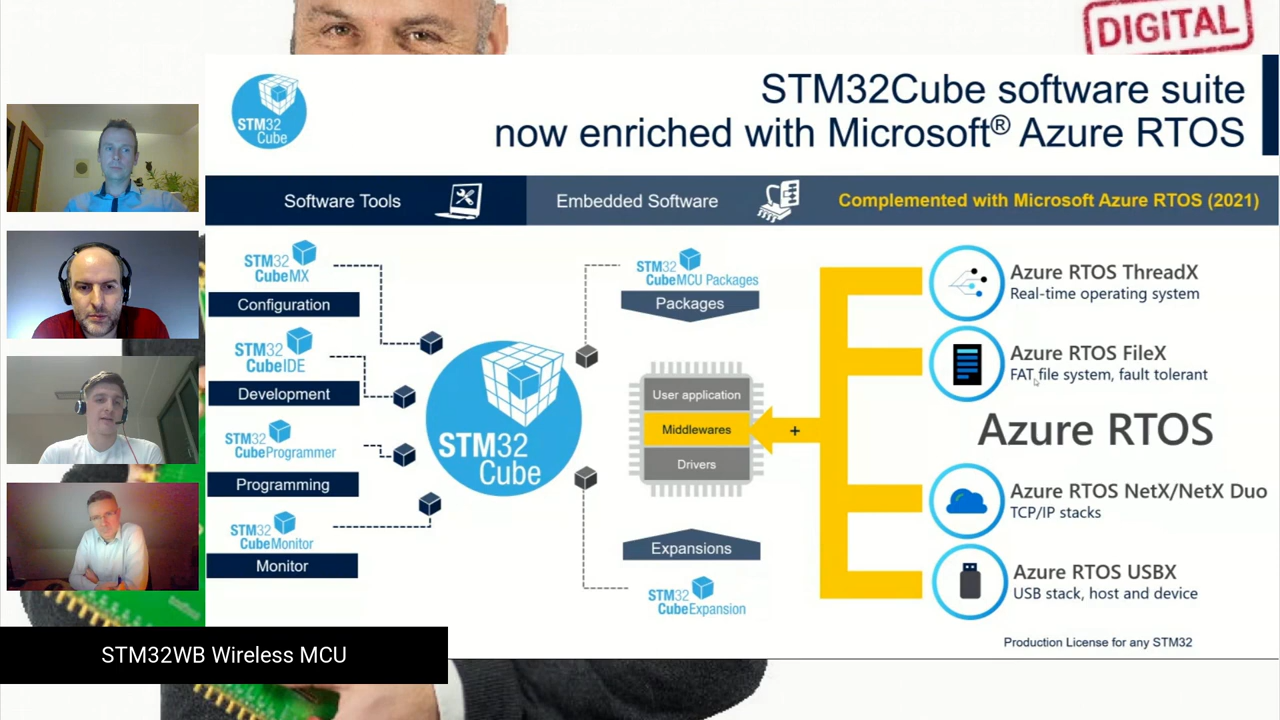 DIGITAL
STM32
Cube
STM32Cube software suite
now enriched with Microsoft® Azure RTOS
Software Tools
Embedded Software
Complemented with Microsoft Azure RTOS (2021)
STM32
CubeMX
Configuration
STM32
CubeIDE
Development
STM32
CubeProgrammer
Programming
STM32
CubeMonitor
Monitor
STM32
Cube
STM32
CubeMCU Packages
Packages
User application
Middlewares
Drivers
+
Expansions
STM32
CubeExpansion
Azure RTOS ThreadX
Real-time operating system
Azure RTOS FileX
FAT file system, fault tolerant
Azure RTOS
Azure RTOS NetX/NetX Duo
TCP/IP stacks
Azure RTOS USBX
USB stack, host and device
Production License for any STM32
STM32WB Wireless MCU